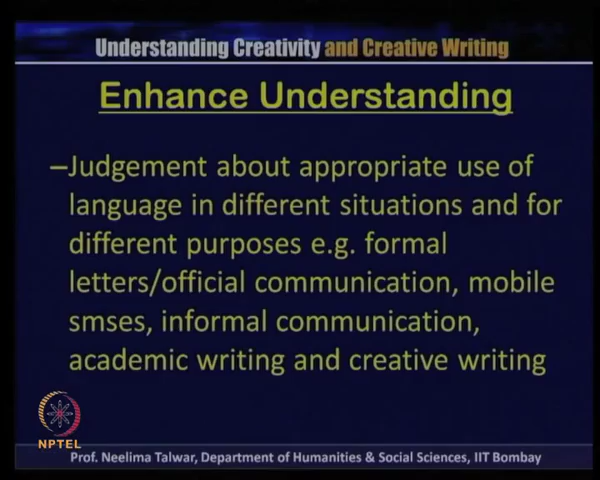 Understanding Creativity and Creative Writing
Enhance Understanding
–Judgement about appropriate use of
language in different situations and for
different purposes e.g. formal
letters/official communication, mobile
smses, informal communication,
academic writing and creative writing
NPTEL
Prof. Neelima Talwar, Department of Humanities & Social Sciences, IIT Bombay